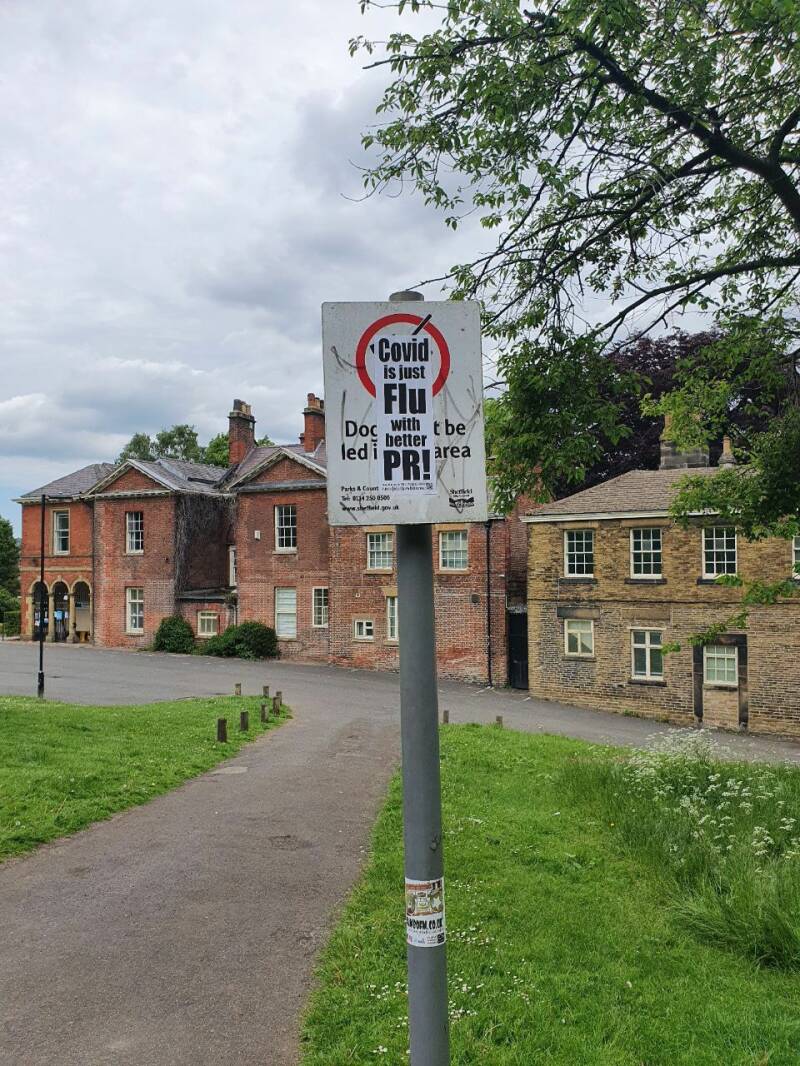 Covid
is just
Flu
with
better
PR!
Do t be
led i area
Parks & Count
Tel: 0114 250 0500
www.sheffield.gov.uk
Sheffield